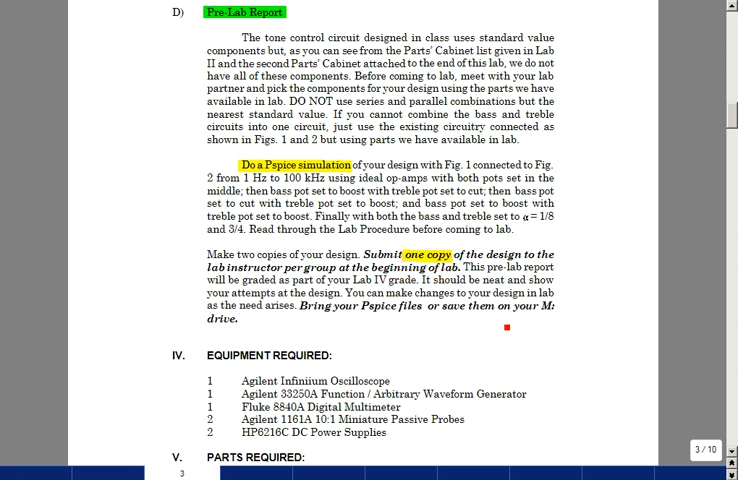 D) Pre-Lab Report
The tone control circuit designed in class uses standard value
components but, as you can see from the Parts' Cabinet list given in Lab
II and the second Parts' Cabinet attached to the end of this lab, we do not
have all of these components. Before coming to lab, meet with your lab
partner and pick the components for your design using the parts we have
available in lab. DO NOT use series and parallel combinations but the
nearest standard value. If you cannot combine the bass and treble
circuits into one circuit, just use the existing circuitry connected as
shown in Figs. 1 and 2 but using parts we have available in lab.
Do a Pspice simulation of your design with Fig. 1 connected to Fig.
2 from 1 Hz to 100 kHz using ideal op-amps with both pots set in the
middle; then bass pot set to boost with treble pot set to cut; then bass pot
set to cut with treble pot set to boost; and bass pot set to boost with
treble pot set to boost. Finally with both the bass and treble set to α = 1/8
and 3/4. Read through the Lab Procedure before coming to lab.
Make two copies of your design. Submit one copy of the design to the
lab instructor per group at the beginning of lab. This pre-lab report
will be graded as part of your Lab IV grade. It should be neat and show
your attempts at the design. You can make changes to your design in lab
as the need arises. Bring your Pspice files or save them on your M:
drive.
IV. EQUIPMENT REQUIRED:
1 Agilent Infiniium Oscilloscope
1 Agilent 33250A Function / Arbitrary Waveform Generator
1 Fluke 8840A Digital Multimeter
2 Agilent 1161A 10:1 Miniature Passive Probes
2 HP6216C DC Power Supplies
3 / 10
V. PARTS REQUIRED:
3